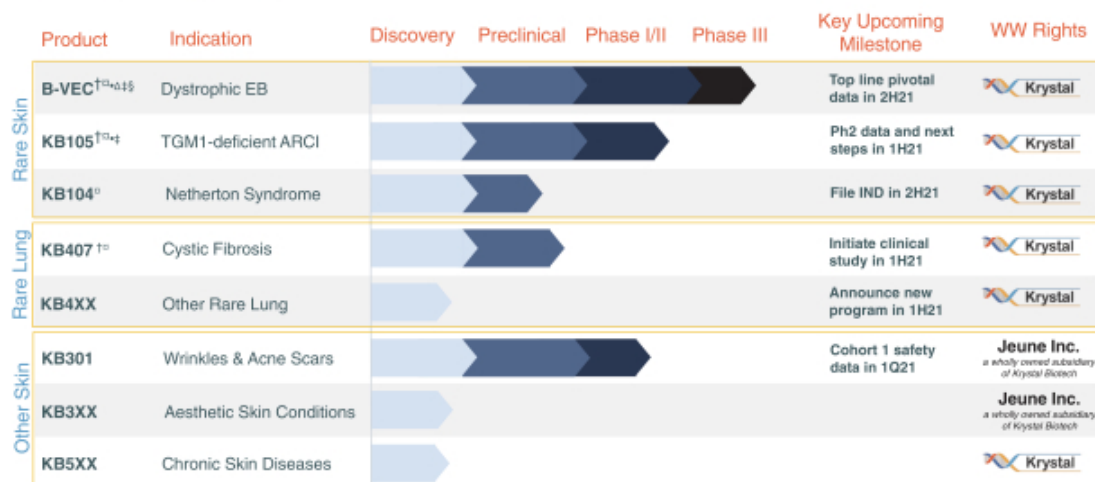 Product Indication Discovery Preclinical Phase I/II Phase III Key Upcoming Milestone WW Rights
Rare Skin
B-VEC†¤•∆‡§ Dystrophic EB Top line pivotal data in 2H21 Krystal
KB105†¤•‡ TGM1-deficient ARCI Ph2 data and next steps in 1H21 Krystal
KB104¤ Netherton Syndrome File IND in 2H21 Krystal
Rare Lung
KB407 †¤ Cystic Fibrosis Initiate clinical study in 1H21 Krystal
KB4XX Other Rare Lung Announce new program in 1H21 Krystal
Other Skin
KB301 Wrinkles & Acne Scars Cohort 1 safety data in 1Q21 Jeune Inc. a wholly owned subsidiary of Krystal Biotech
KB3XX Aesthetic Skin Conditions Jeune Inc. a wholly owned subsidiary of Krystal Biotech
KB5XX Chronic Skin Diseases Krystal